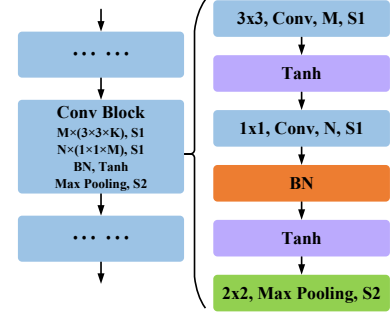 ... ...
Conv Block
M×(3×3×K), S1
N×(1×1×M), S1
BN, Tanh
Max Pooling, S2
... ...
3x3, Conv, M, S1
Tanh
1x1, Conv, N, S1
BN
Tanh
2x2, Max Pooling, S2